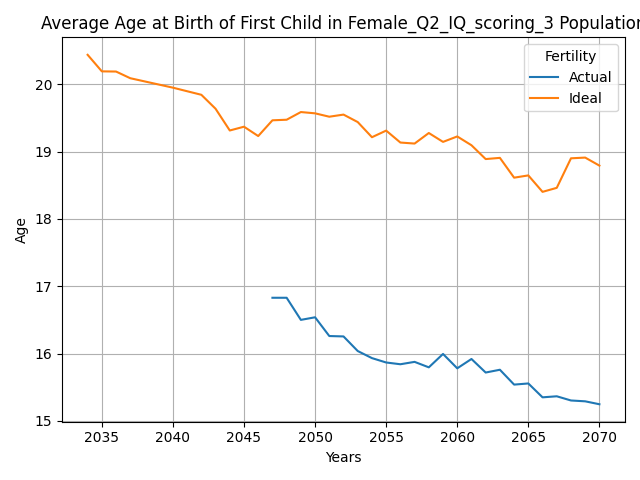 Average Age at Birth of First Child in Female_Q2_IQ_scoring_3 Population
Fertility
Actual
Ideal
20
19
18
17
16
15
Age
2035 2040 2045 2050 2055 2060 2065 2070
Years